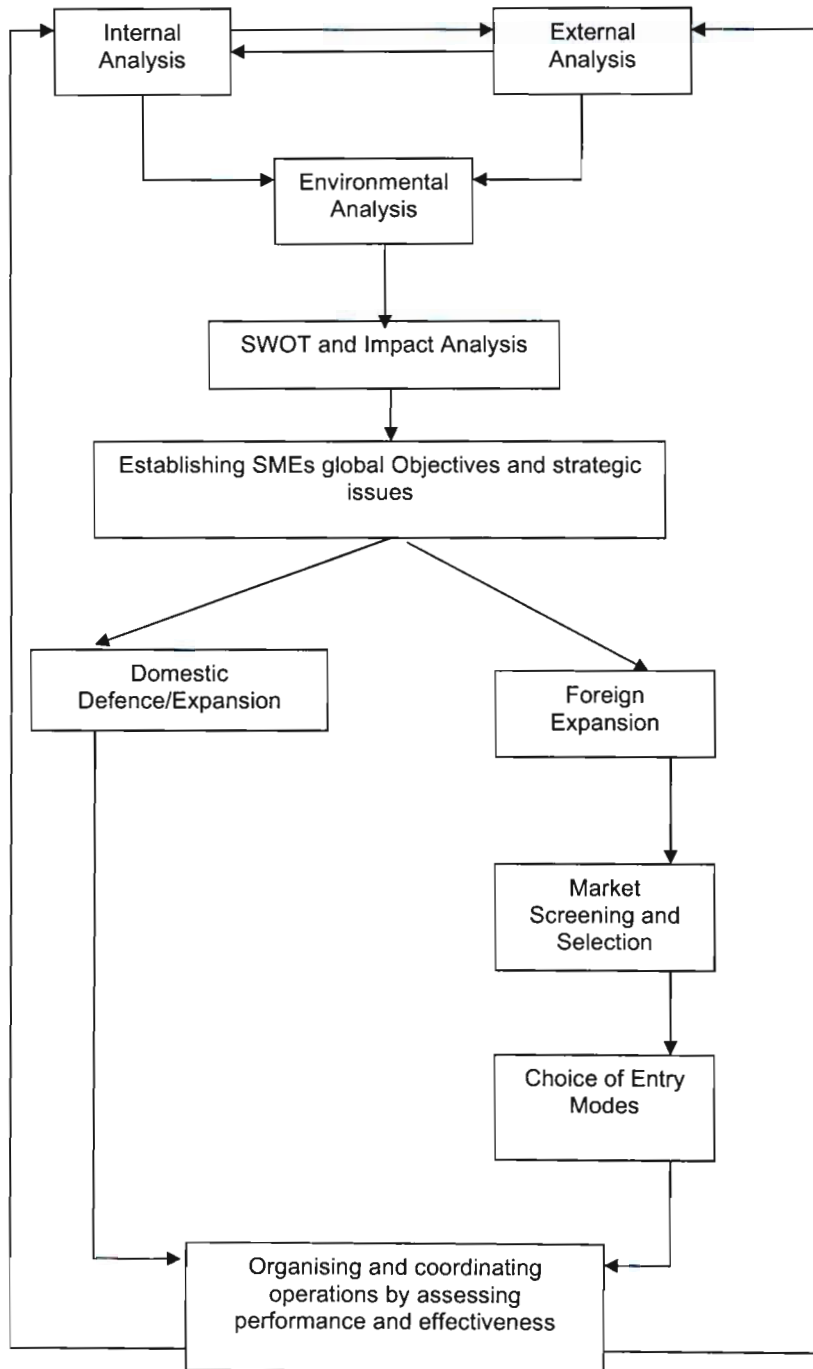 Internal
Analysis
External
Analysis
Environmental
Analysis
SWOT and Impact Analysis
Establishing SMEs global Objectives and strategic
issues
Domestic
Defence/Expansion
Foreign
Expansion
Market
Screening and
Selection
Choice of Entry
Modes
Organising and coordinating
operations by assessing
performance and effectiveness